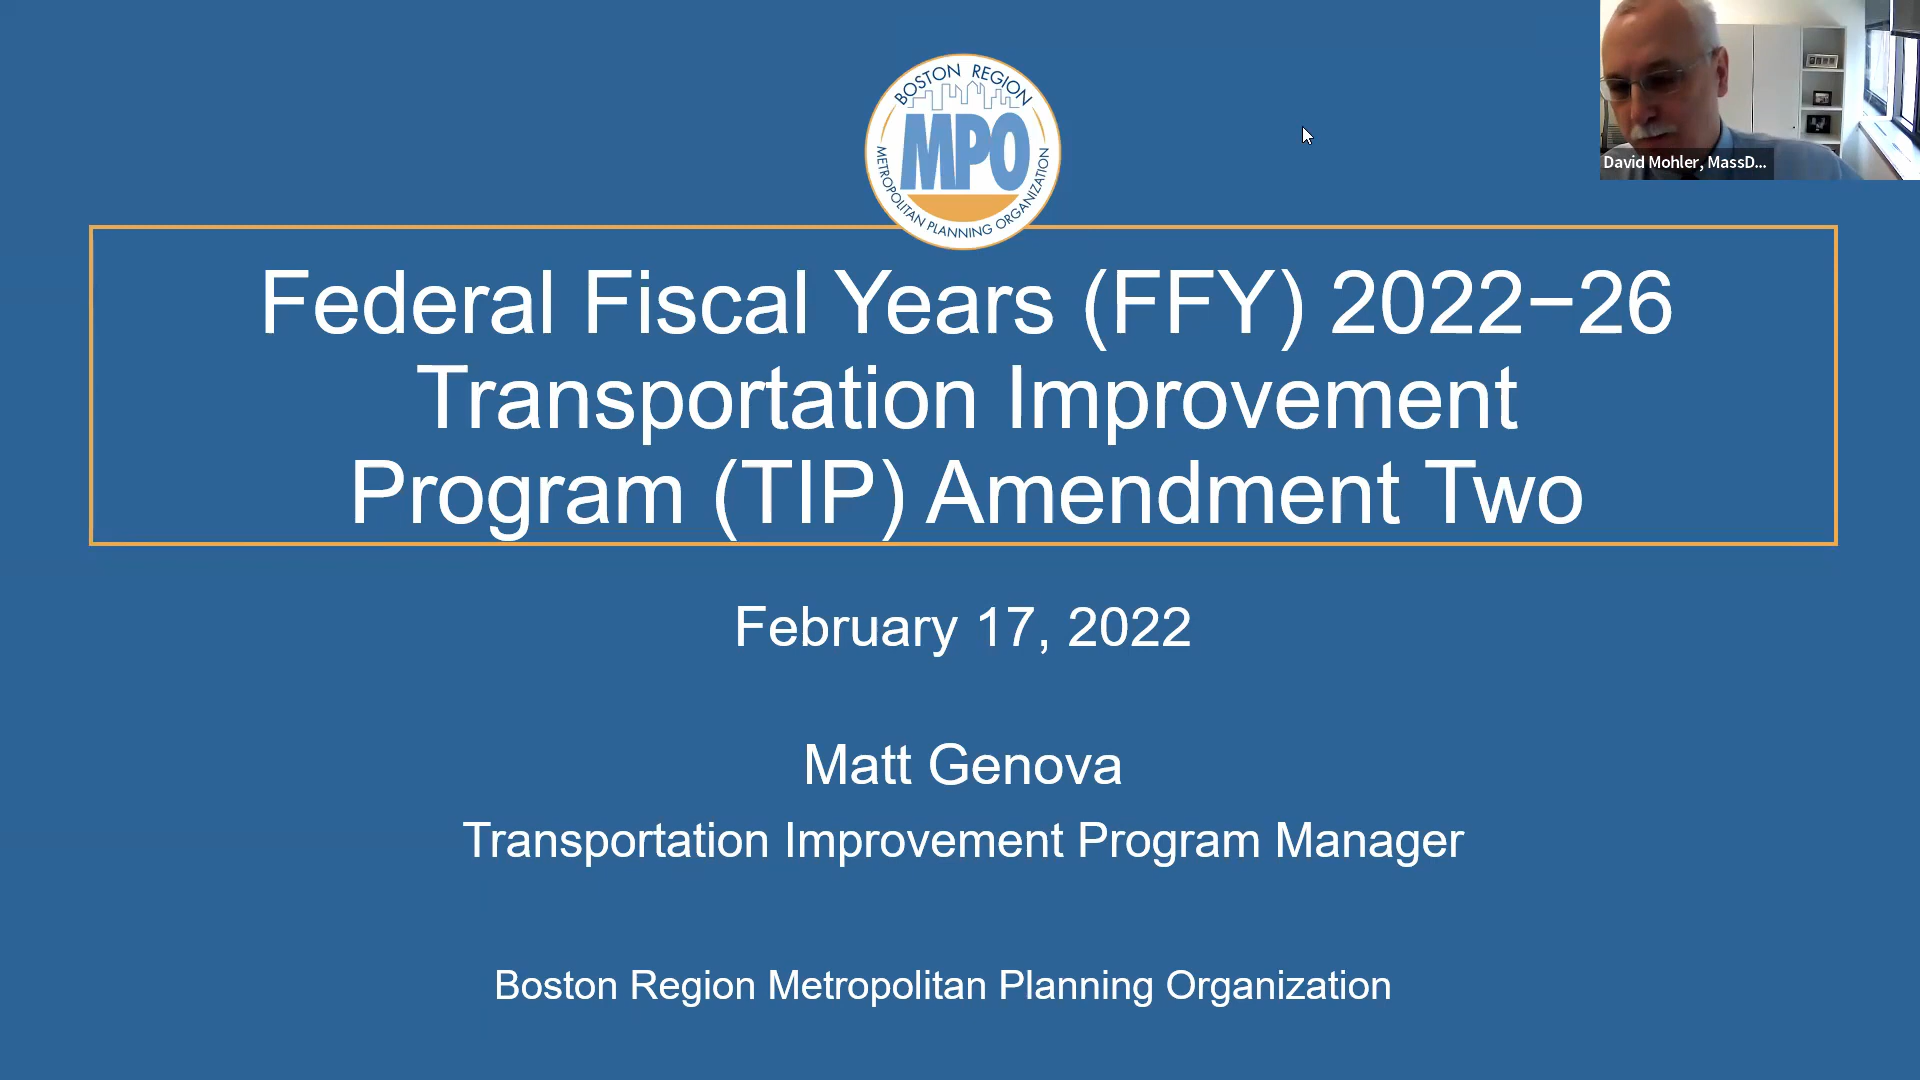 BOSTON REGION
MPO
METROPOLITAN PLANNING ORGANIZATION
David Mohler, MassD...
Federal Fiscal Years (FFY) 2022–26
Transportation Improvement
Program (TIP) Amendment Two
February 17, 2022
Matt Genova
Transportation Improvement Program Manager
Boston Region Metropolitan Planning Organization